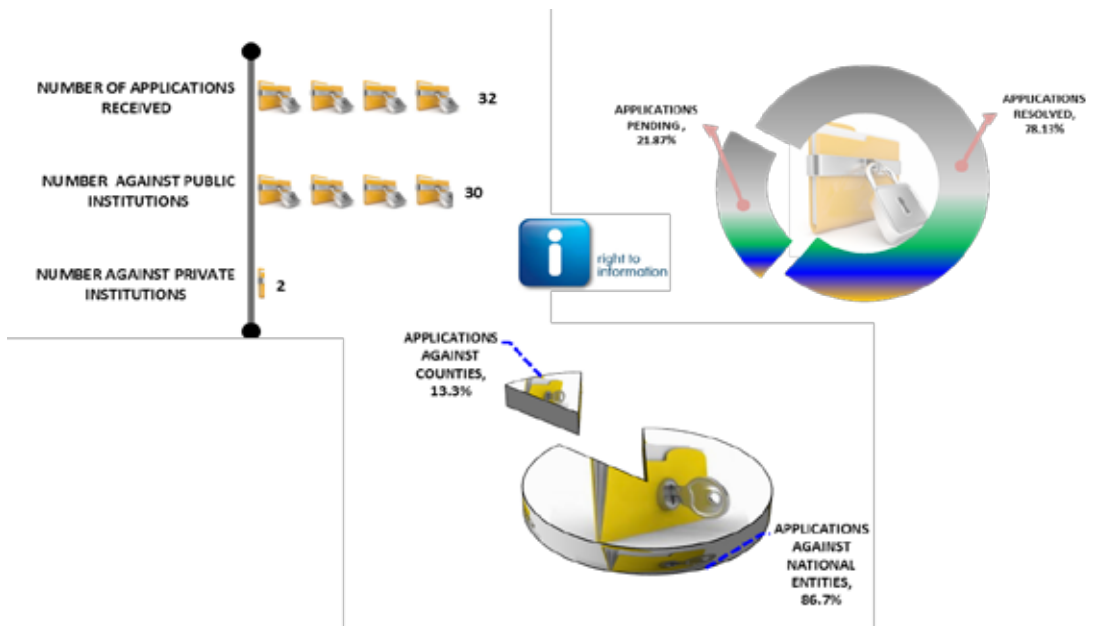 NUMBER OF APPLICATIONS
RECEIVED
32
NUMBER AGAINST PUBLIC
INSTITUTIONS
30
NUMBER AGAINST PRIVATE
INSTITUTIONS
2
right to
information
APPLICATIONS
PENDING ,
21.87%
APPLICATIONS
RESOLVED,
78.13%
APPLICATIONS
AGAINST
COUNTIES,
13.3%
APPLICATIONS
AGAINST
NATIONAL
ENTITIES,
86.7%